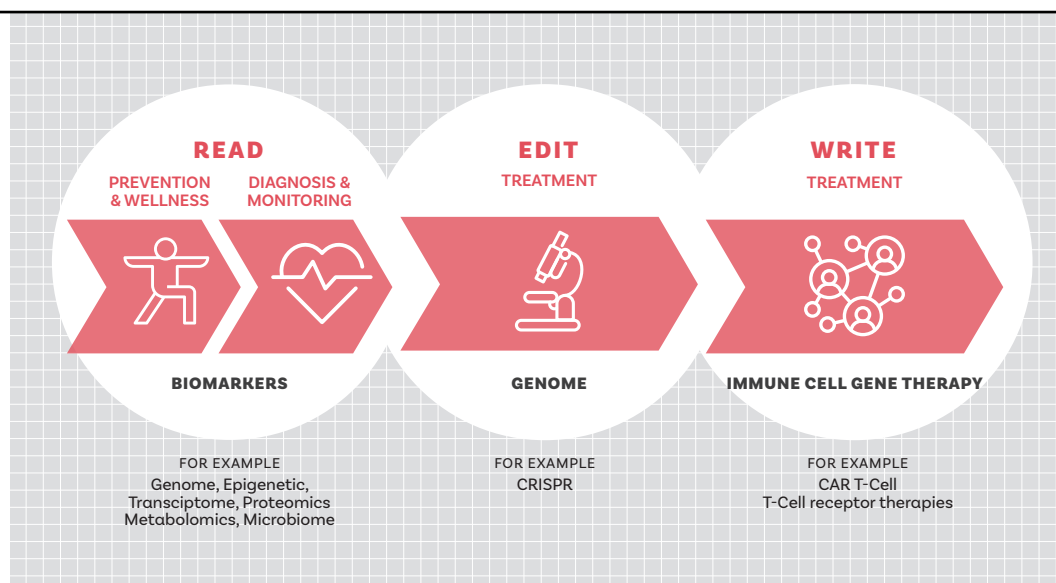 READ
PREVENTION
& WELLNESS
DIAGNOSIS &
MONITORING
BIOMARKERS
FOR EXAMPLE
Genome, Epigenetic,
Transciptome, Proteomics
Metabolomics, Microbiome
EDIT
TREATMENT
GENOME
FOR EXAMPLE
CRISPR
WRITE
TREATMENT
IMMUNE CELL GENE THERAPY
FOR EXAMPLE
CAR T-Cell
T-Cell receptor therapies